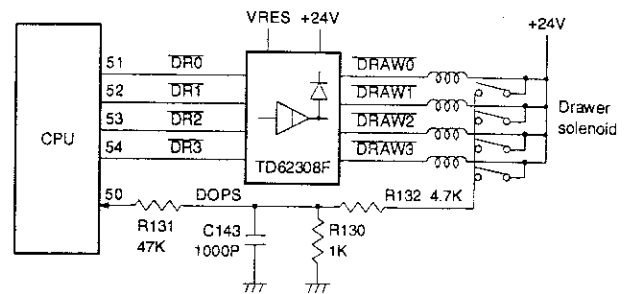 VRES +24V
+24V
51 DR0
DRAW0
52 DR1
DRAW1
53 DR2
DRAW2
54 DR3
DRAW3
CPU
TD62308F
Drawer
solenoid
50 DOPS
R132 4.7K
R131
47K
C143
1000P
R130
1K